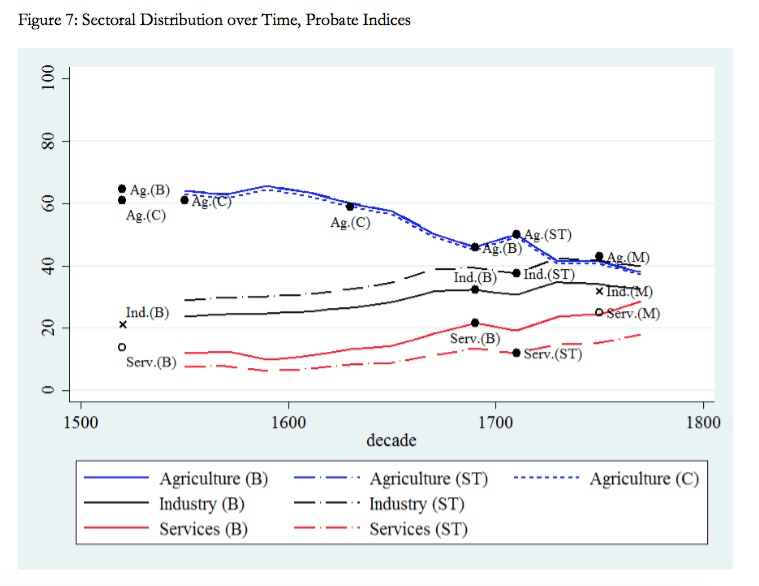 Figure 7: Sectoral Distribution over Time, Probate Indices
100
80
60
40
20
0
Ag.(B)
Ag.(C)
Ag.(C)
Ag.(C)
Ag.(B)
Ag.(ST)
Ag.(M)
Ind.(B)
Ind.(ST)
Ind.(M)
Ind.(B)
Serv.(M)
Serv.(B)
Serv.(B)
Serv.(ST)
1500 1600 1700 1800
decade
Agriculture (B) Agriculture (ST) Agriculture (C)
Industry (B) Industry (ST)
Services (B) Services (ST)